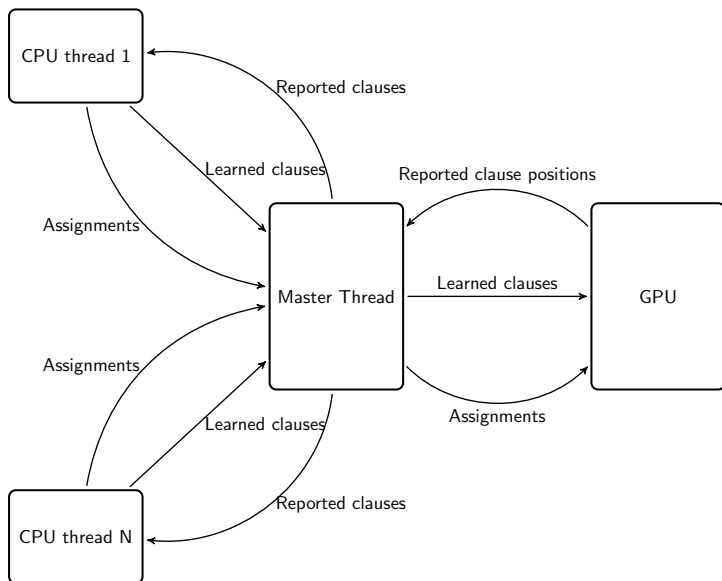 CPU thread 1
Reported clauses
Learned clauses
Assignments
Reported clause positions
Master Thread
Learned clauses
GPU
Assignments
Assignments
Learned clauses
Reported clauses
CPU thread N